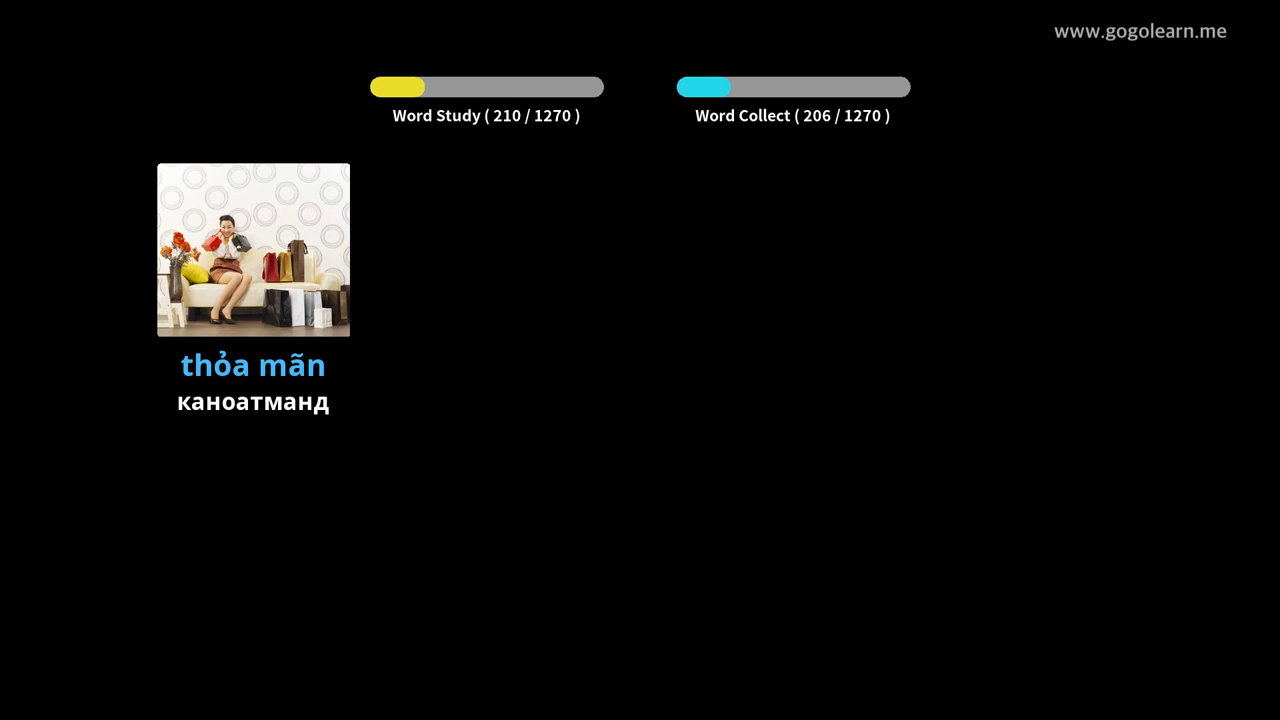 www.gogolearn.me
Word Study ( 210 / 1270 )
Word Collect ( 206 / 1270 )
thỏa mãn
каноатманд